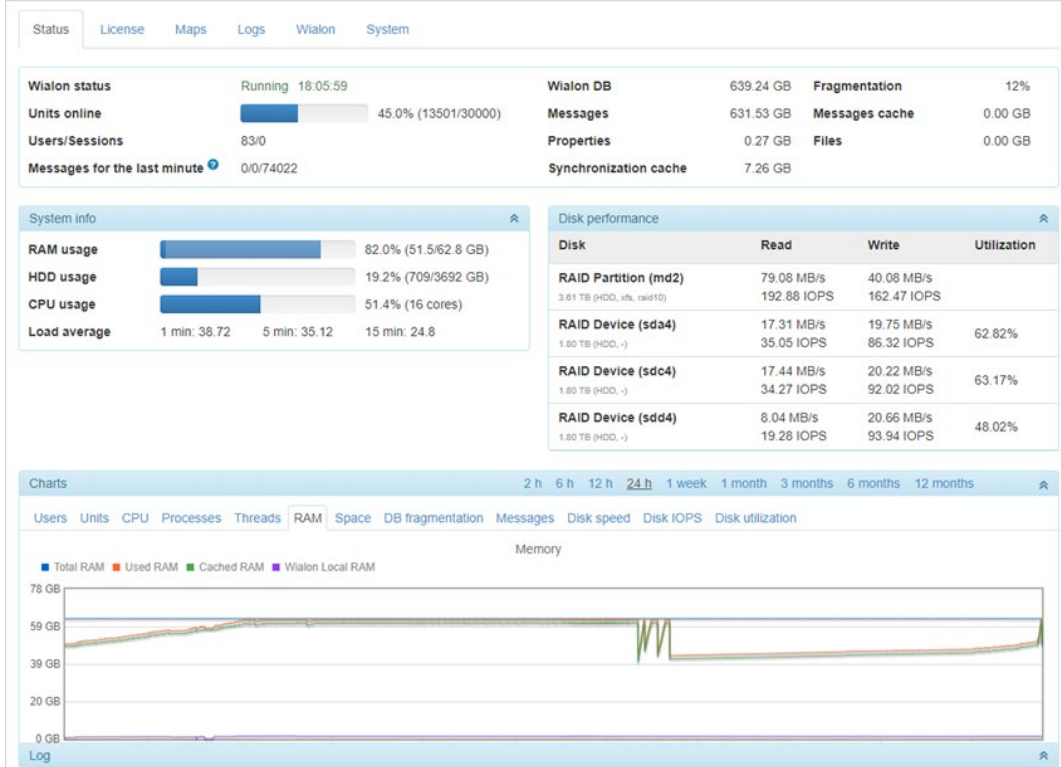 Status License Maps Logs Wialon System
Wialon status Running 18:05:59 Wialon DB 639.24 GB Fragmentation 12%
Units online 45.0% (13501/30000) Messages 631.53 GB Messages cache 0.00 GB
Users/Sessions 83/0 Properties 0.27 GB Files 0.00 GB
Messages for the last minute ? 0/0/74022 Synchronization cache 7.26 GB
System info
RAM usage 82.0% (51.5/62.8 GB)
HDD usage 19.2% (709/3692 GB)
CPU usage 51.4% (16 cores)
Load average 1 min: 38.72 5 min: 35.12 15 min: 24.8
Disk performance
Disk Read Write Utilization
RAID Partition (md2) 79.08 MB/s 40.08 MB/s
3.61 TB (HDD, xfs, raid10) 192.88 IOPS 162.47 IOPS
RAID Device (sda4) 17.31 MB/s 19.75 MB/s 62.82%
1.80 TB (HDD, -) 35.05 IOPS 86.32 IOPS
RAID Device (sdc4) 17.44 MB/s 20.22 MB/s 63.17%
1.80 TB (HDD, -) 34.27 IOPS 92.02 IOPS
RAID Device (sdd4) 8.04 MB/s 20.66 MB/s 48.02%
1.80 TB (HDD, -) 19.28 IOPS 93.94 IOPS
Charts 2 h 6 h 12 h 24 h 1 week 1 month 3 months 6 months 12 months
Users Units CPU Processes Threads RAM Space DB fragmentation Messages Disk speed Disk IOPS Disk utilization
Memory
Total RAM Used RAM Cached RAM Wialon Local RAM
78 GB
59 GB
39 GB
20 GB
0 GB
Log